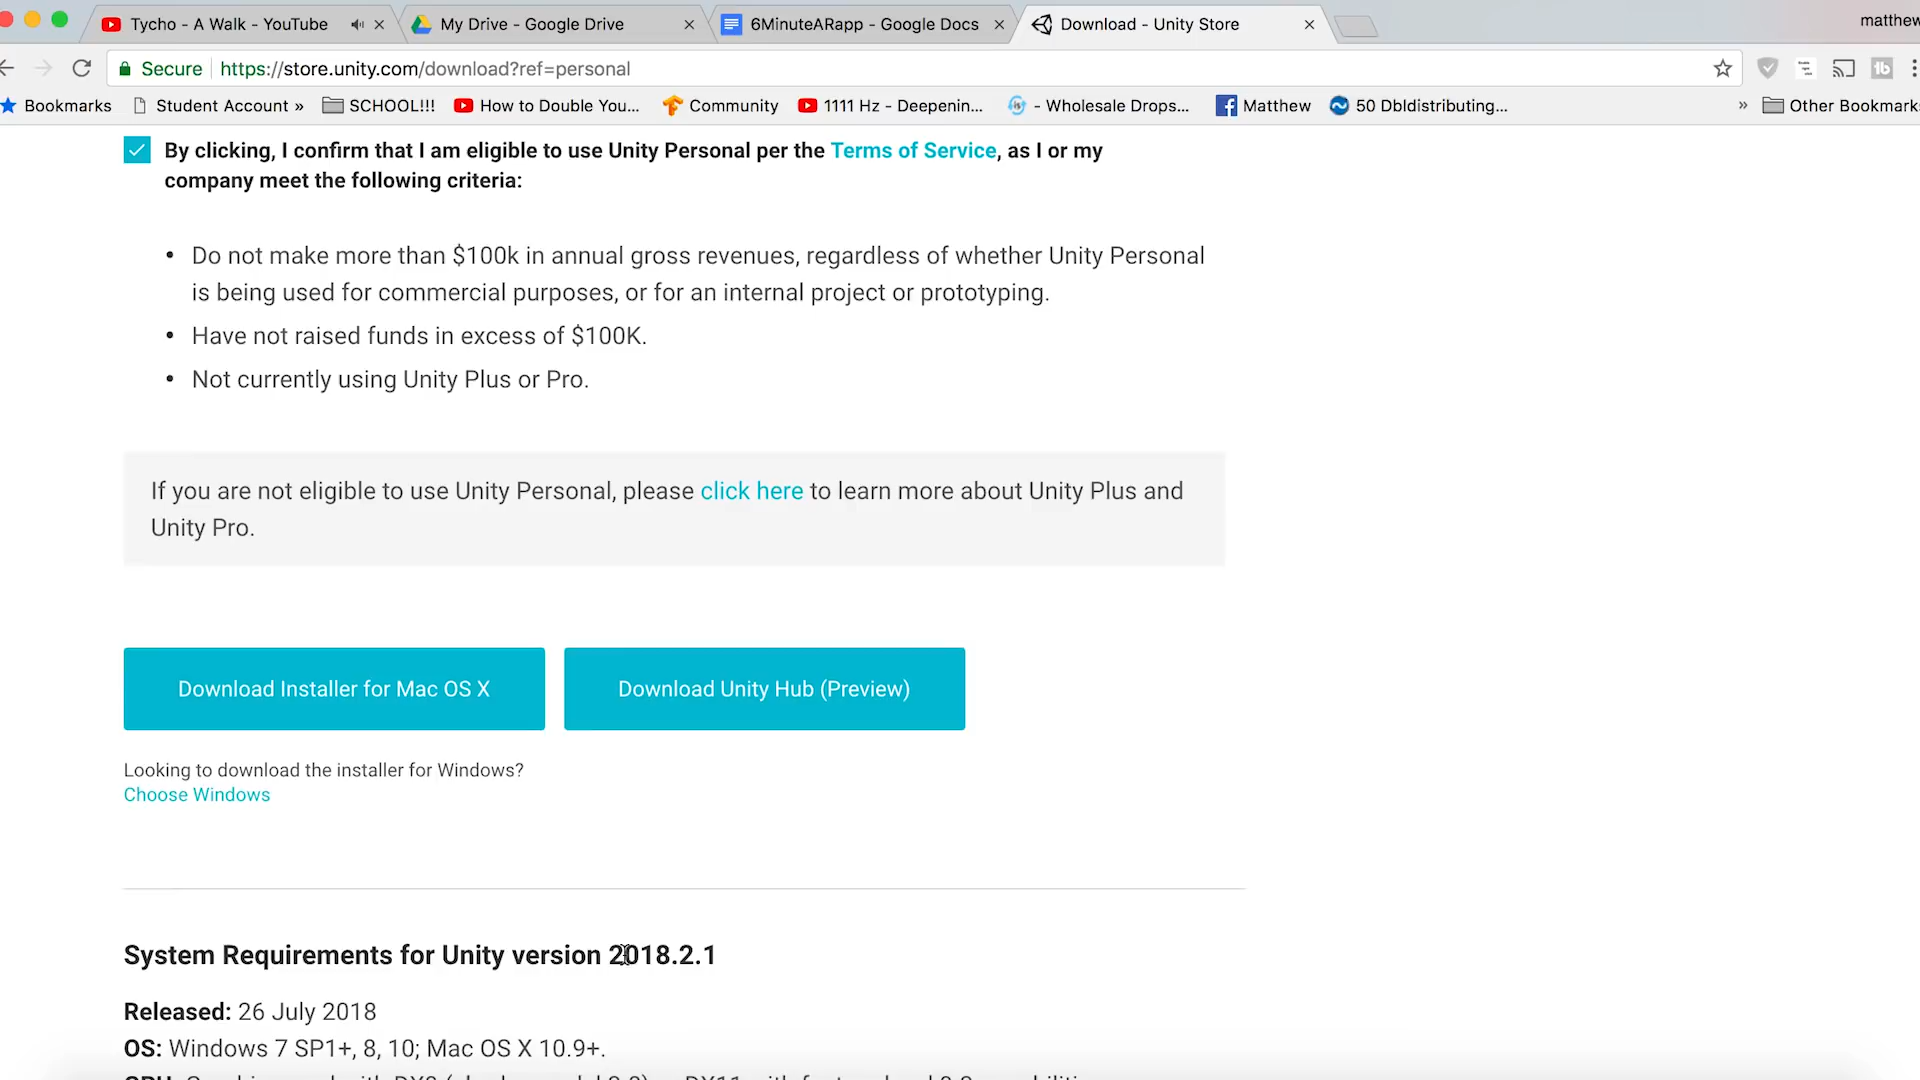 Tycho - A Walk - YouTube
My Drive - Google Drive
6MinuteARapp - Google Docs
Download - Unity Store
matthew
Secure
https://store.unity.com/download?ref=personal
Bookmarks
Student Account »
SCHOOL!!!
How to Double You...
Community
1111 Hz - Deepenin...
- Wholesale Drops...
Matthew
50 Dbldistributing...
»
Other Bookmarks
By clicking, I confirm that I am eligible to use Unity Personal per the Terms of Service, as I or my
company meet the following criteria:
• Do not make more than $100k in annual gross revenues, regardless of whether Unity Personal
is being used for commercial purposes, or for an internal project or prototyping.
• Have not raised funds in excess of $100K.
• Not currently using Unity Plus or Pro.
If you are not eligible to use Unity Personal, please click here to learn more about Unity Plus and
Unity Pro.
Download Installer for Mac OS X
Download Unity Hub (Preview)
Looking to download the installer for Windows?
Choose Windows
System Requirements for Unity version 2018.2.1
Released: 26 July 2018
OS: Windows 7 SP1+, 8, 10; Mac OS X 10.9+.